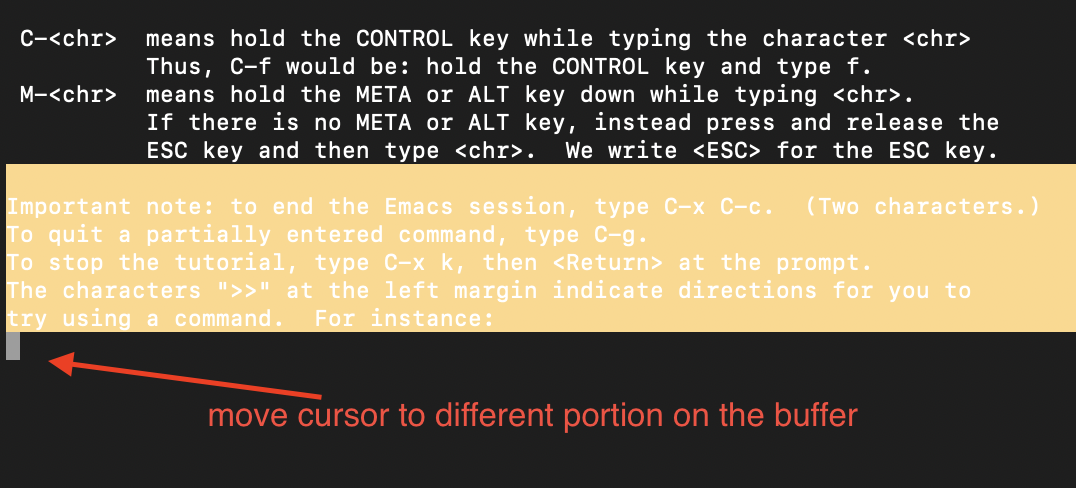 C-<chr>  means hold the CONTROL key while typing the character <chr>
Thus, C-f would be: hold the CONTROL key and type f.
M-<chr>  means hold the META or ALT key down while typing <chr>.
If there is no META or ALT key, instead press and release the
ESC key and then type <chr>.  We write <ESC> for the ESC key.
Important note: to end the Emacs session, type C-x C-c.  (Two characters.)
To quit a partially entered command, type C-g.
To stop the tutorial, type C-x k, then <Return> at the prompt.
The characters ">>" at the left margin indicate directions for you to
try using a command.  For instance:
move cursor to different portion on the buffer